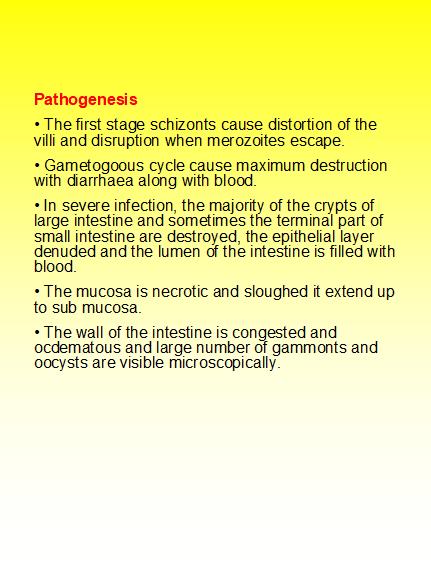 Pathogenesis
• The first stage schizonts cause distortion of the
villi and disruption when merozoites escape.
• Gametogoous cycle cause maximum destruction
with diarrhaea along with blood.
• In severe infection, the majority of the crypts of
large intestine and sometimes the terminal part of
small intestine are destroyed, the epithelial layer
denuded and the lumen of the intestine is filled with
blood.
• The mucosa is necrotic and sloughed it extend up
to sub mucosa.
• The wall of the intestine is congested and
ocdematous and large number of gammonts and
oocysts are visible microscopically.